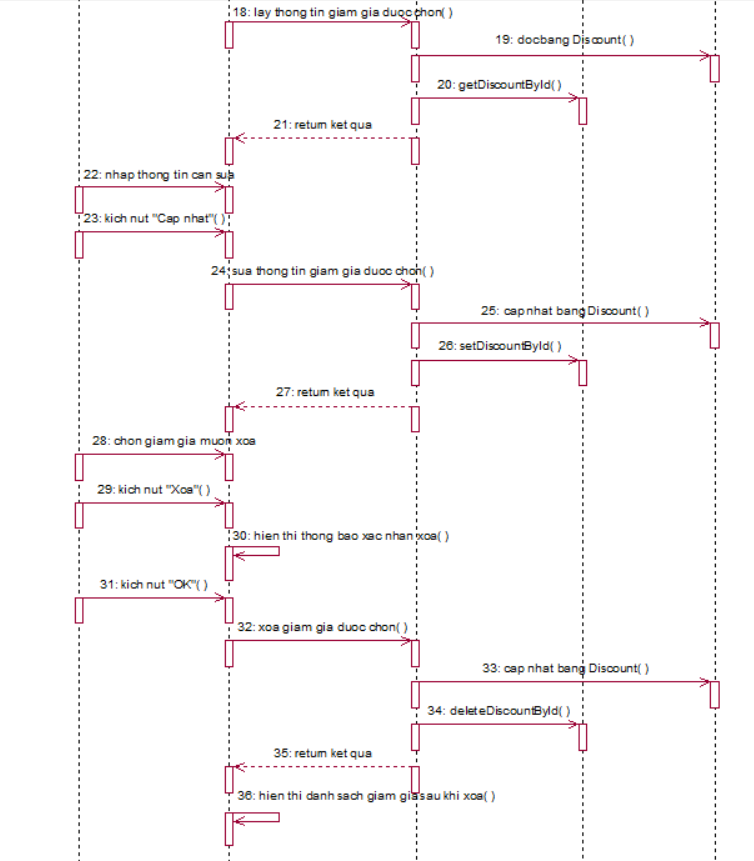 18: lay thong tin giam gia duoc chon( )
19: docbang Discount( )
20: getDiscountById( )
21: return ket qua
22: nhap thong tin can sua
23: kich nut "Cap nhat"( )
24: sua thong tin giam gia duoc chon( )
25: cap nhat bang Discount( )
26: setDiscountById( )
27: return ket qua
28: chon giam gia muon xoa
29: kich nut "Xoa"( )
30: hien thi thong bao xac nhan xoa( )
31: kich nut "OK"( )
32: xoa giam gia duoc chon( )
33: cap nhat bang Discount( )
34: deleteDiscountById( )
35: return ket qua
36: hien thi danh sach giam gia sau khi xoa( )